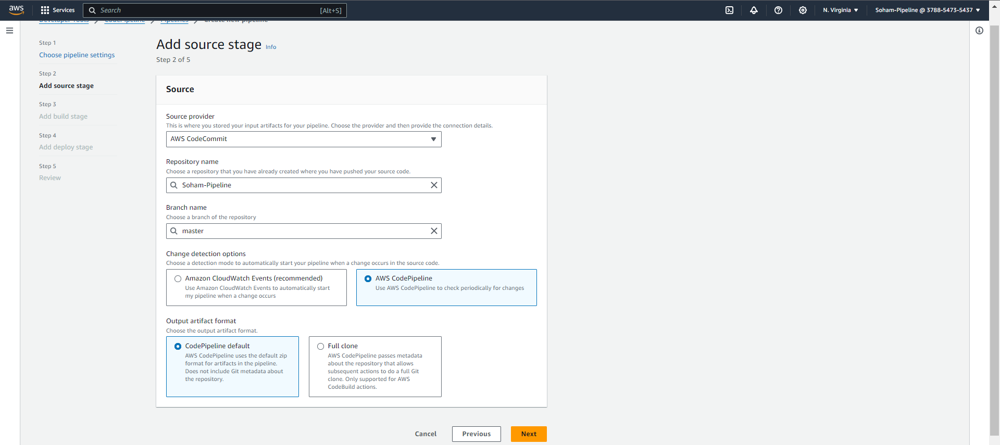 aws Services Search [Alt+S] N. Virginia Soham-Pipeline @ 3788-5473-5437
Developer Tools CodePipeline Pipelines Create new pipeline
Step 1
Choose pipeline settings
Step 2
Add source stage
Step 3
Add build stage
Step 4
Add deploy stage
Step 5
Review
Add source stage Info
Step 2 of 5
Source
Source provider
This is where you stored your input artifacts for your pipeline. Choose the provider and then provide the connection details.
AWS CodeCommit
Repository name
Choose a repository that you have already created where you have pushed your source code.
Soham-Pipeline
Branch name
Choose a branch of the repository
master
Change detection options
Choose a detection mode to automatically start your pipeline when a change occurs in the source code.
Amazon CloudWatch Events (recommended)
Use Amazon CloudWatch Events to automatically start
my pipeline when a change occurs
AWS CodePipeline
Use AWS CodePipeline to check periodically for changes
Output artifact format
Choose the output artifact format.
CodePipeline default
AWS CodePipeline uses the default zip
format for artifacts in the pipeline.
Does not include Git metadata about
the repository.
Full clone
AWS CodePipeline passes metadata
about the repository that allows
subsequent actions to do a full Git
clone. Only supported for AWS
CodeBuild actions.
Cancel Previous Next